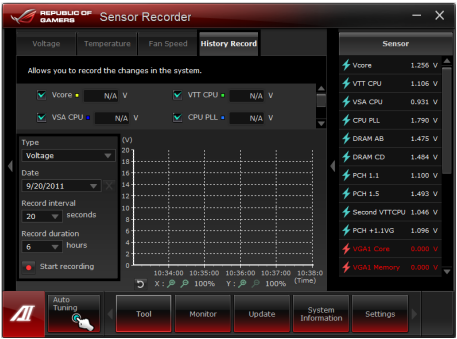 REPUBLIC OF
GAMERS
Sensor Recorder
Voltage
Temperature
Fan Speed
History Record
Allows you to record the changes in the system.
Vcore
N/A V
VTT CPU
N/A V
VSA CPU
N/A V
CPU PLL
N/A V
Type
Voltage
Date
9/20/2011
Record interval
20 seconds
Record duration
6 hours
Start recording
(V)
20
18
16
14
12
10
8
6
4
2
0
10:34:00 10:35:00 10:36:00 10:37:00 10:38:0
(Time)
X : 100% Y : 100%
Sensor
Vcore 1.256 V
VTT CPU 1.106 V
VSA CPU 0.931 V
CPU PLL 1.790 V
DRAM AB 1.475 V
DRAM CD 1.484 V
PCH 1.1 1.100 V
PCH 1.5 1.493 V
Second VTTCPU 1.046 V
PCH +1.1VG 1.096 V
VGA1 Core 0.000 V
VGA1 Memory 0.000 V
Auto
Tuning
Tool
Monitor
Update
System
Information
Settings